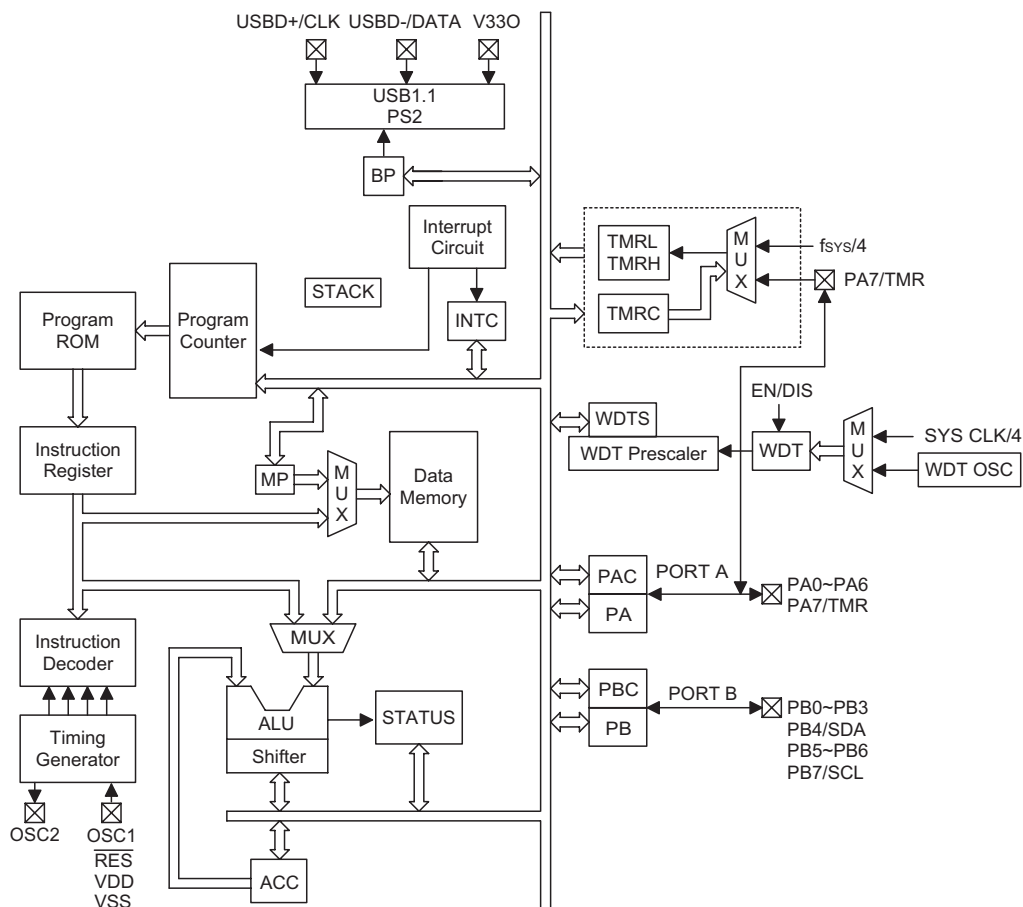 USBD+/CLK USBD-/DATA V33O
USB1.1
PS2
BP
Interrupt
Circuit
STACK
INTC
Program
ROM
Program
Counter
TMRL
TMRH
TMRC
MUX
fSYS/4
PA7/TMR
EN/DIS
WDTS
WDT Prescaler
WDT
MUX
SYS CLK/4
WDT OSC
Instruction
Register
MP
MUX
Data
Memory
PAC
PA
PORT A
PA0~PA6
PA7/TMR
Instruction
Decoder
MUX
ALU
Shifter
STATUS
PBC
PB
PORT B
PB0~PB3
PB4/SDA
PB5~PB6
PB7/SCL
Timing
Generator
OSC2
OSC1
RES
VDD
VSS
ACC